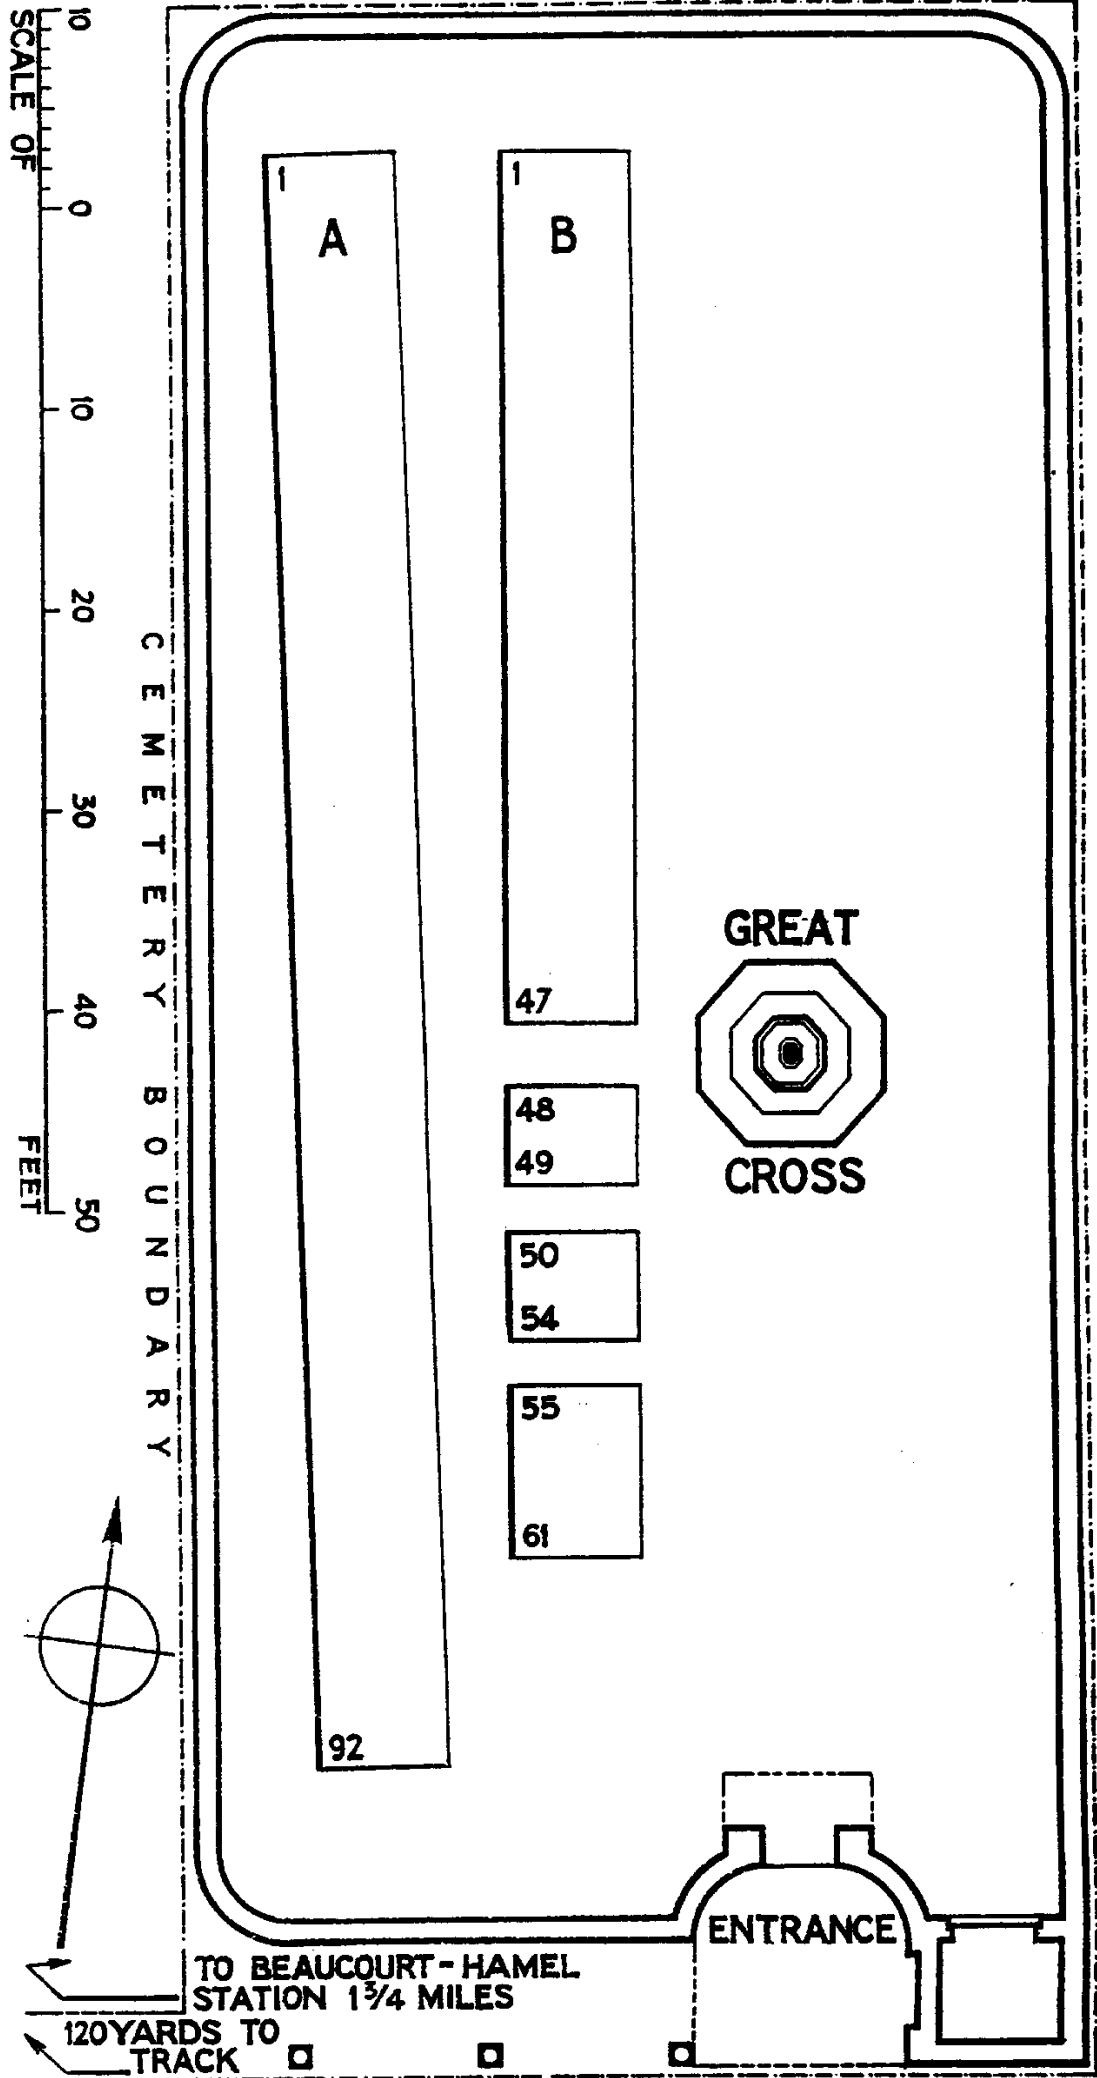 10 0 10 20 30 40 50
SCALE OF FEET
CEMETERY BOUNDARY
1
A
92
1
B
47
48
49
50
54
55
61
GREAT
CROSS
ENTRANCE
TO BEAUCOURT-HAMEL
STATION 1¾ MILES
120 YARDS TO
TRACK